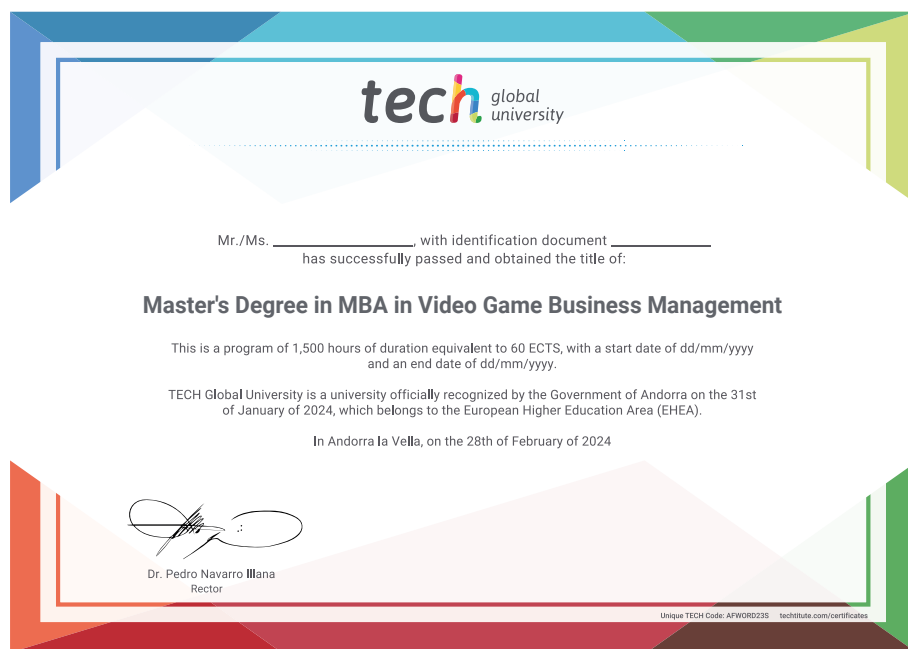 tech global university
Mr./Ms. ____________________, with identification document ______________
has successfully passed and obtained the title of:
Master's Degree in MBA in Video Game Business Management
This is a program of 1,500 hours of duration equivalent to 60 ECTS, with a start date of dd/mm/yyyy
and an end date of dd/mm/yyyy.
TECH Global University is a university officially recognized by the Government of Andorra on the 31st
of January of 2024, which belongs to the European Higher Education Area (EHEA).
In Andorra la Vella, on the 28th of February of 2024
Dr. Pedro Navarro Illana
Rector
Unique TECH Code: AFWORD23S techtitute.com/certificates